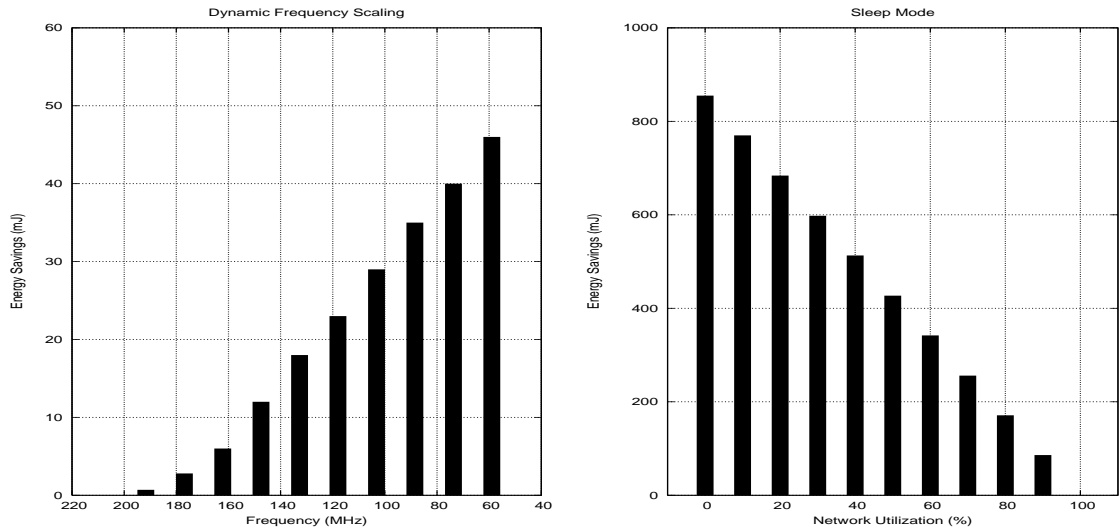 Dynamic Frequency Scaling
60
50
40
30
20
10
0
Energy Savings (mJ)
220 200 180 160 140 120 100 80 60 40
Frequency (MHz)
Sleep Mode
1000
800
600
400
200
0
Energy Savings (mJ)
0 20 40 60 80 100
Network Utilization (%)